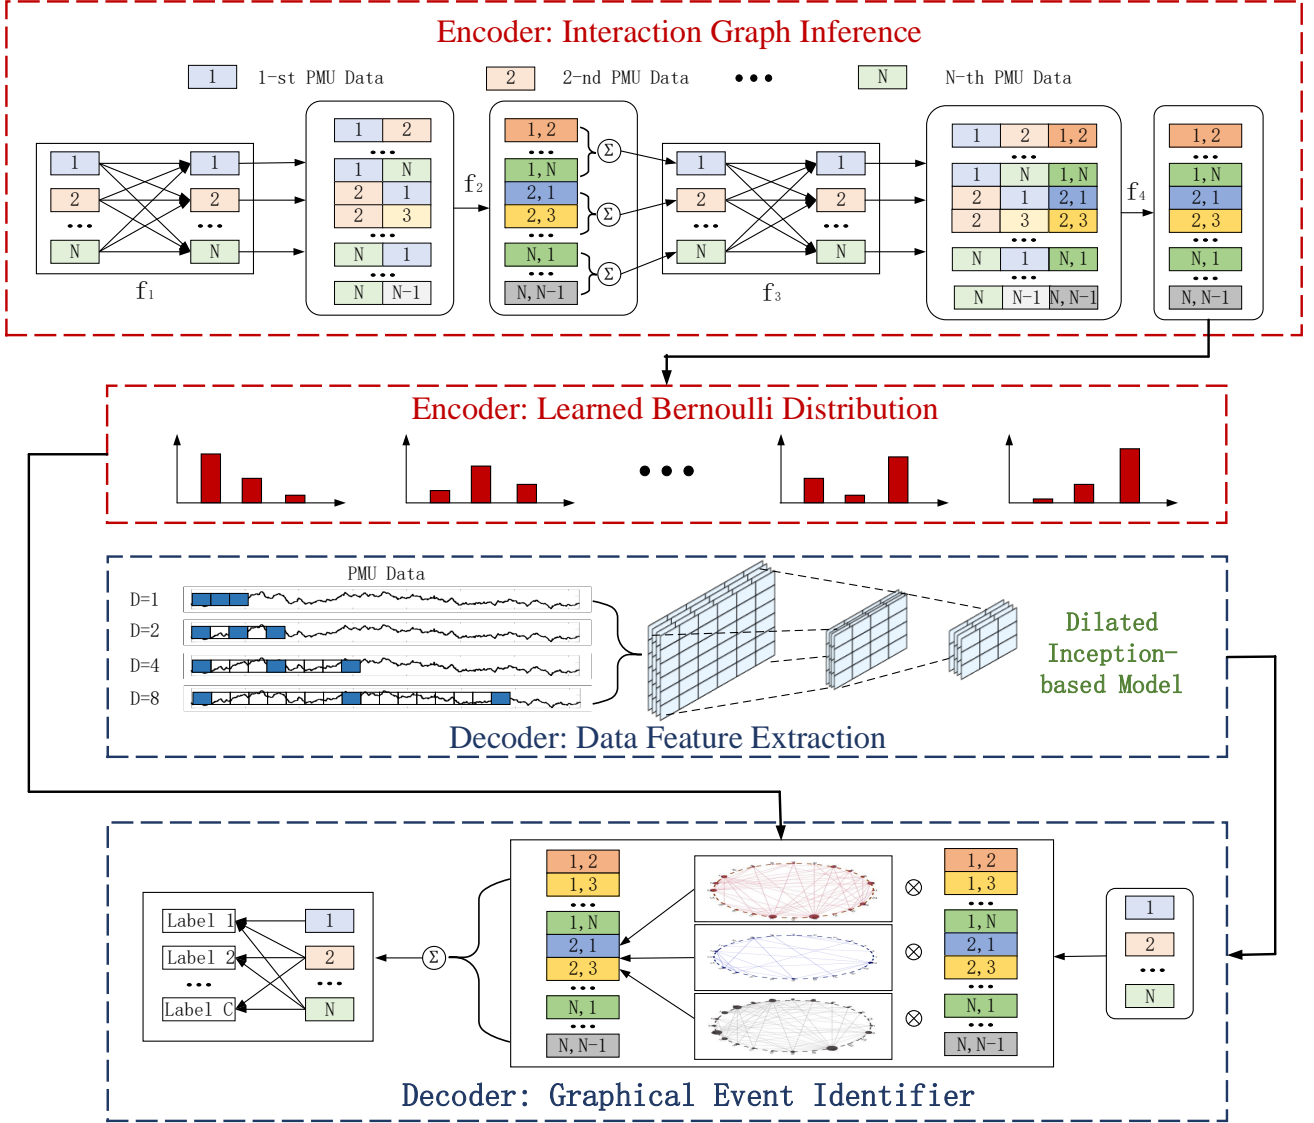 Encoder: Interaction Graph Inference
1 1-st PMU Data 2 2-nd PMU Data ••• N N-th PMU Data
1 1
2 2
••• •••
N N
f1
1 2
•••
1 N
2 1
2 3
•••
N 1
•••
N N-1
f2
1,2
•••
1,N
2,1
2,3
•••
N,1
•••
N,N-1
Σ
Σ
Σ
1 1
2 2
••• •••
N N
f3
1 2 1,2
•••
1 N 1,N
2 1 2,1
2 3 2,3
•••
N 1 N,1
•••
N N-1 N,N-1
f4
1,2
•••
1,N
2,1
2,3
•••
N,1
•••
N,N-1
Encoder: Learned Bernoulli Distribution
•••
PMU Data
D=1
D=2
D=4
D=8
Dilated
Inception-
based Model
Decoder: Data Feature Extraction
Label 1 1
Label 2 2
••• •••
Label C N
Σ
1,2
1,3
•••
1,N
2,1
2,3
•••
N,1
•••
N,N-1
⊗
⊗
⊗
1,2
1,3
•••
1,N
2,1
2,3
•••
N,1
•••
N,N-1
1
2
•••
N
Decoder: Graphical Event Identifier